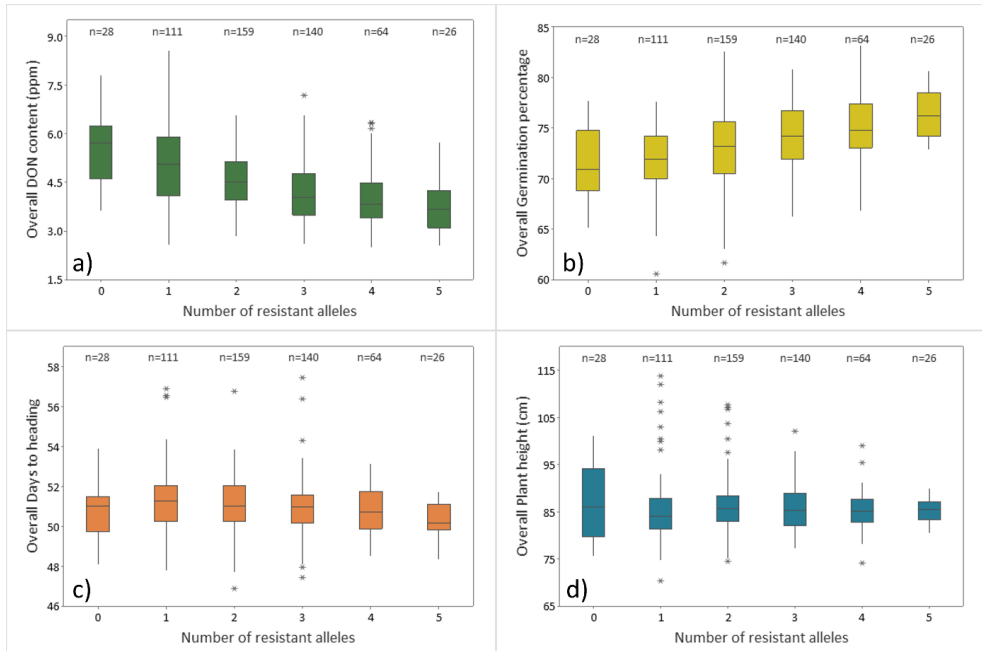 n=28 n=111 n=159 n=140 n=64 n=26
9.0
7.5
6.0
4.5
3.0
1.5
Overall DON content (ppm)
a)
0 1 2 3 4 5
Number of resistant alleles
n=28 n=111 n=159 n=140 n=64 n=26
85
80
75
70
65
60
Overall Germination percentage
b)
0 1 2 3 4 5
Number of resistant alleles
n=28 n=111 n=159 n=140 n=64 n=26
58
56
54
52
50
48
46
Overall Days to heading
c)
0 1 2 3 4 5
Number of resistant alleles
n=28 n=111 n=159 n=140 n=64 n=26
115
105
95
85
75
65
Overall Plant height (cm)
d)
0 1 2 3 4 5
Number of resistant alleles